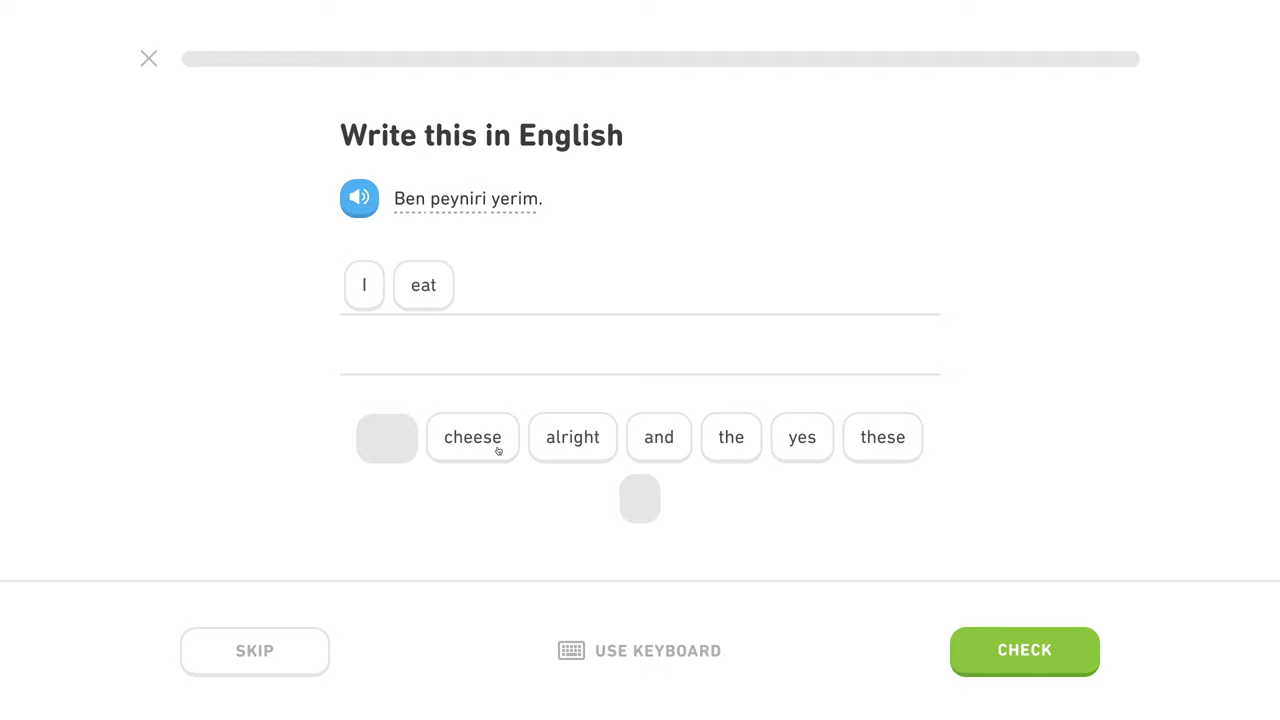 Write this in English
Ben peyniri yerim.
I eat
cheese alright and the yes these
SKIP USE KEYBOARD CHECK